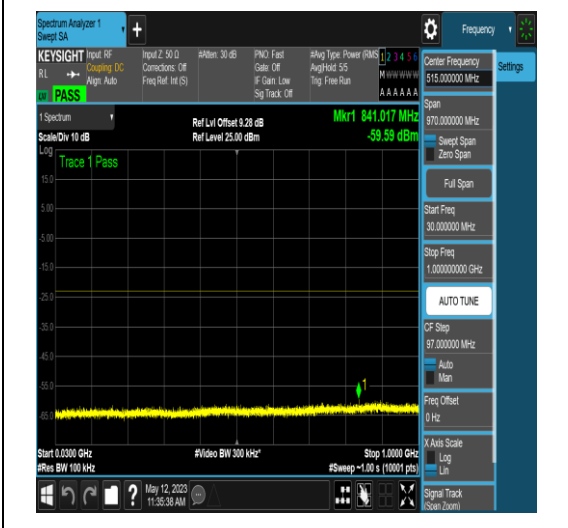 Spectrum Analyzer 1
Swept SA
+
Frequency
KEYSIGHT
RL
PASS
Input: RF
Coupling: DC
Align: Auto
Input Z: 50 Ω
Corrections: Off
Freq Ref: Int (S)
#Atten: 30 dB
PNO: Fast
Gate: Off
IF Gain: Low
Sig Track: Off
#Avg Type: Power (RMS
Avg|Hold: 5/5
Trig: Free Run
1 2 3 4 5 6
M W W W W W
A A A A A A
1 Spectrum
Scale/Div 10 dB
Log
Ref Lvl Offset 9.28 dB
Ref Level 25.00 dBm
Mkr1 841.017 MHz
-59.59 dBm
Trace 1 Pass
15.0
5.00
-5.00
-15.0
-25.0
-35.0
-45.0
-55.0
-65.0
1
Start 0.0300 GHz
#Res BW 100 kHz
#Video BW 300 kHz*
Stop 1.0000 GHz
#Sweep ~1.00 s (10001 pts)
?
May 12, 2023
11:35:38 AM
Center Frequency
515.000000 MHz
Span
970.000000 MHz
Swept Span
Zero Span
Full Span
Start Freq
30.000000 MHz
Stop Freq
1.000000000 GHz
AUTO TUNE
CF Step
97.000000 MHz
Auto
Man
Freq Offset
0 Hz
X Axis Scale
Log
Lin
Signal Track
(Span Zoom)
Settings